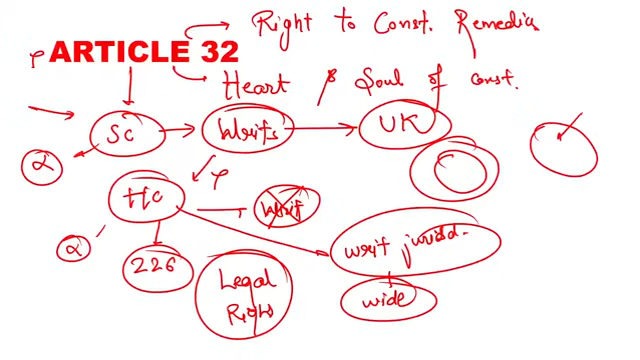 Right to Const. Remedies
ARTICLE 32
Heart & Soul of const.
SC
Writs
UK
α
HC
writ
writ jurisd.
α
226
Legal
Right
wide